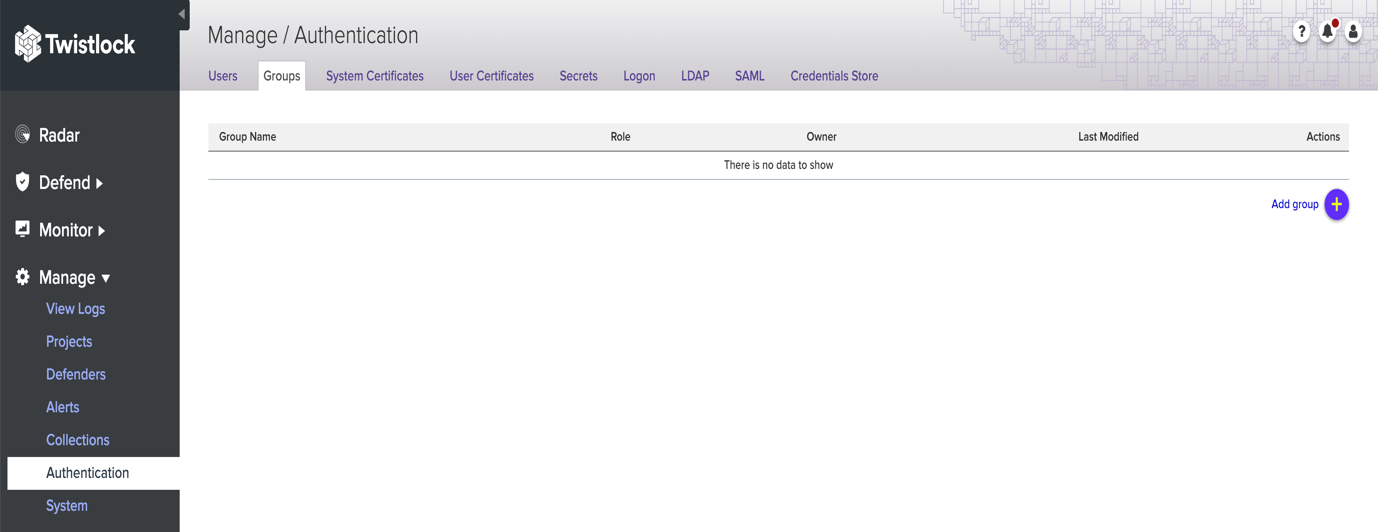 Twistlock
Manage / Authentication
?
Users Groups System Certificates User Certificates Secrets Logon LDAP SAML Credentials Store
Radar
Defend
Monitor
Manage
View Logs
Projects
Defenders
Alerts
Collections
Authentication
System
Group Name Role Owner Last Modified Actions
There is no data to show
Add group +